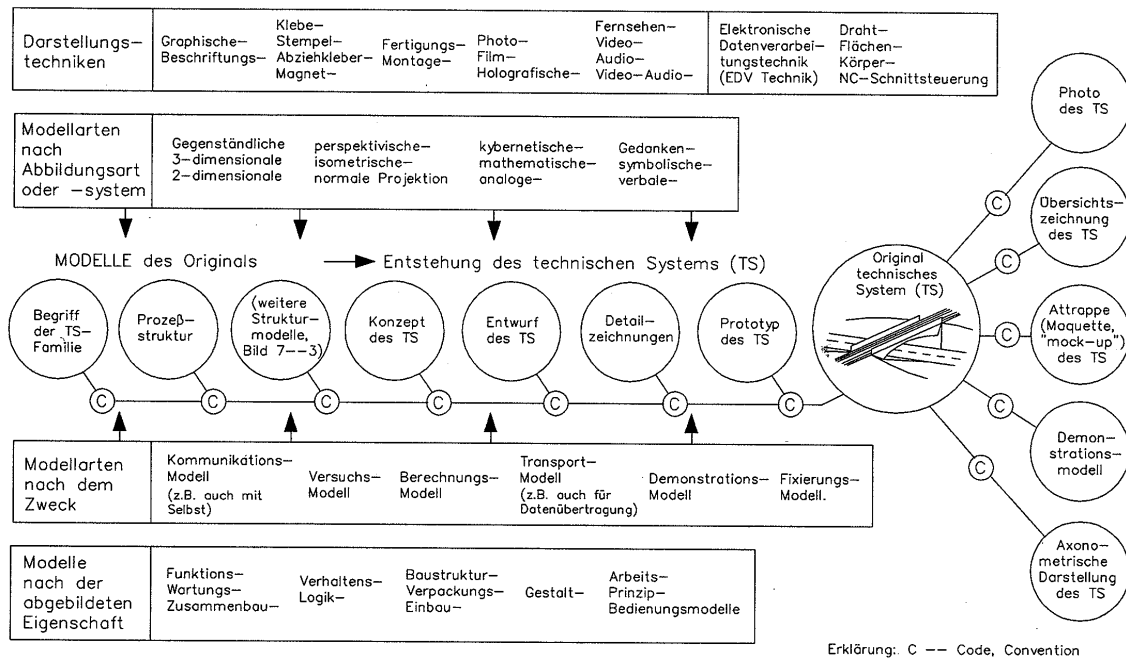 Darstellungs-
techniken
Graphische-
Beschriftungs-
Klebe-
Stempel-
Abziehkleber-
Magnet-
Fertigungs-
Montage-
Photo-
Film-
Holografische-
Fernsehen-
Video-
Audio-
Video-Audio-
Elektronische
Datenverarbei-
tungstechnik
(EDV Technik)
Draht-
Flächen-
Körper-
NC-Schnittsteuerung
Modellarten
nach
Abbildungsart
oder -system
Gegenständliche
3-dimensionale
2-dimensionale
perspektivische-
isometrische-
normale Projektion
kybernetische-
mathematische-
analoge-
Gedanken-
symbolische-
verbale-
MODELLE des Originals
Entstehung des technischen Systems (TS)
Begriff
der TS-
Familie
Prozeß-
struktur
(weitere
Struktur-
modelle,
Bild 7--3)
Konzept
des TS
Entwurf
des TS
Detail-
zeichnungen
Prototyp
des TS
Original
technisches
System (TS)
C
C
C
C
C
C
C
Photo
des TS
C
Übersichts-
zeichnung
des TS
C
Attrappe
(Maquette,
"mock-up")
des TS
C
Demon-
strations-
modell
C
Axono-
metrische
Darstellung
des TS
C
Modellarten
nach dem
Zweck
Kommunikations-
Modell
(z.B. auch mit
Selbst)
Versuchs-
Modell
Berechnungs-
Modell
Transport-
Modell
(z.B. auch für
Datenübertragung)
Demonstrations-
Modell
Fixierungs-
Modell.
Modelle
nach der
abgebildeten
Eigenschaft
Funktions-
Wartungs-
Zusammenbau-
Verhaltens-
Logik-
Baustruktur-
Verpackungs-
Einbau-
Gestalt-
Arbeits-
Prinzip-
Bedienungsmodelle
Erklärung: C -- Code, Convention